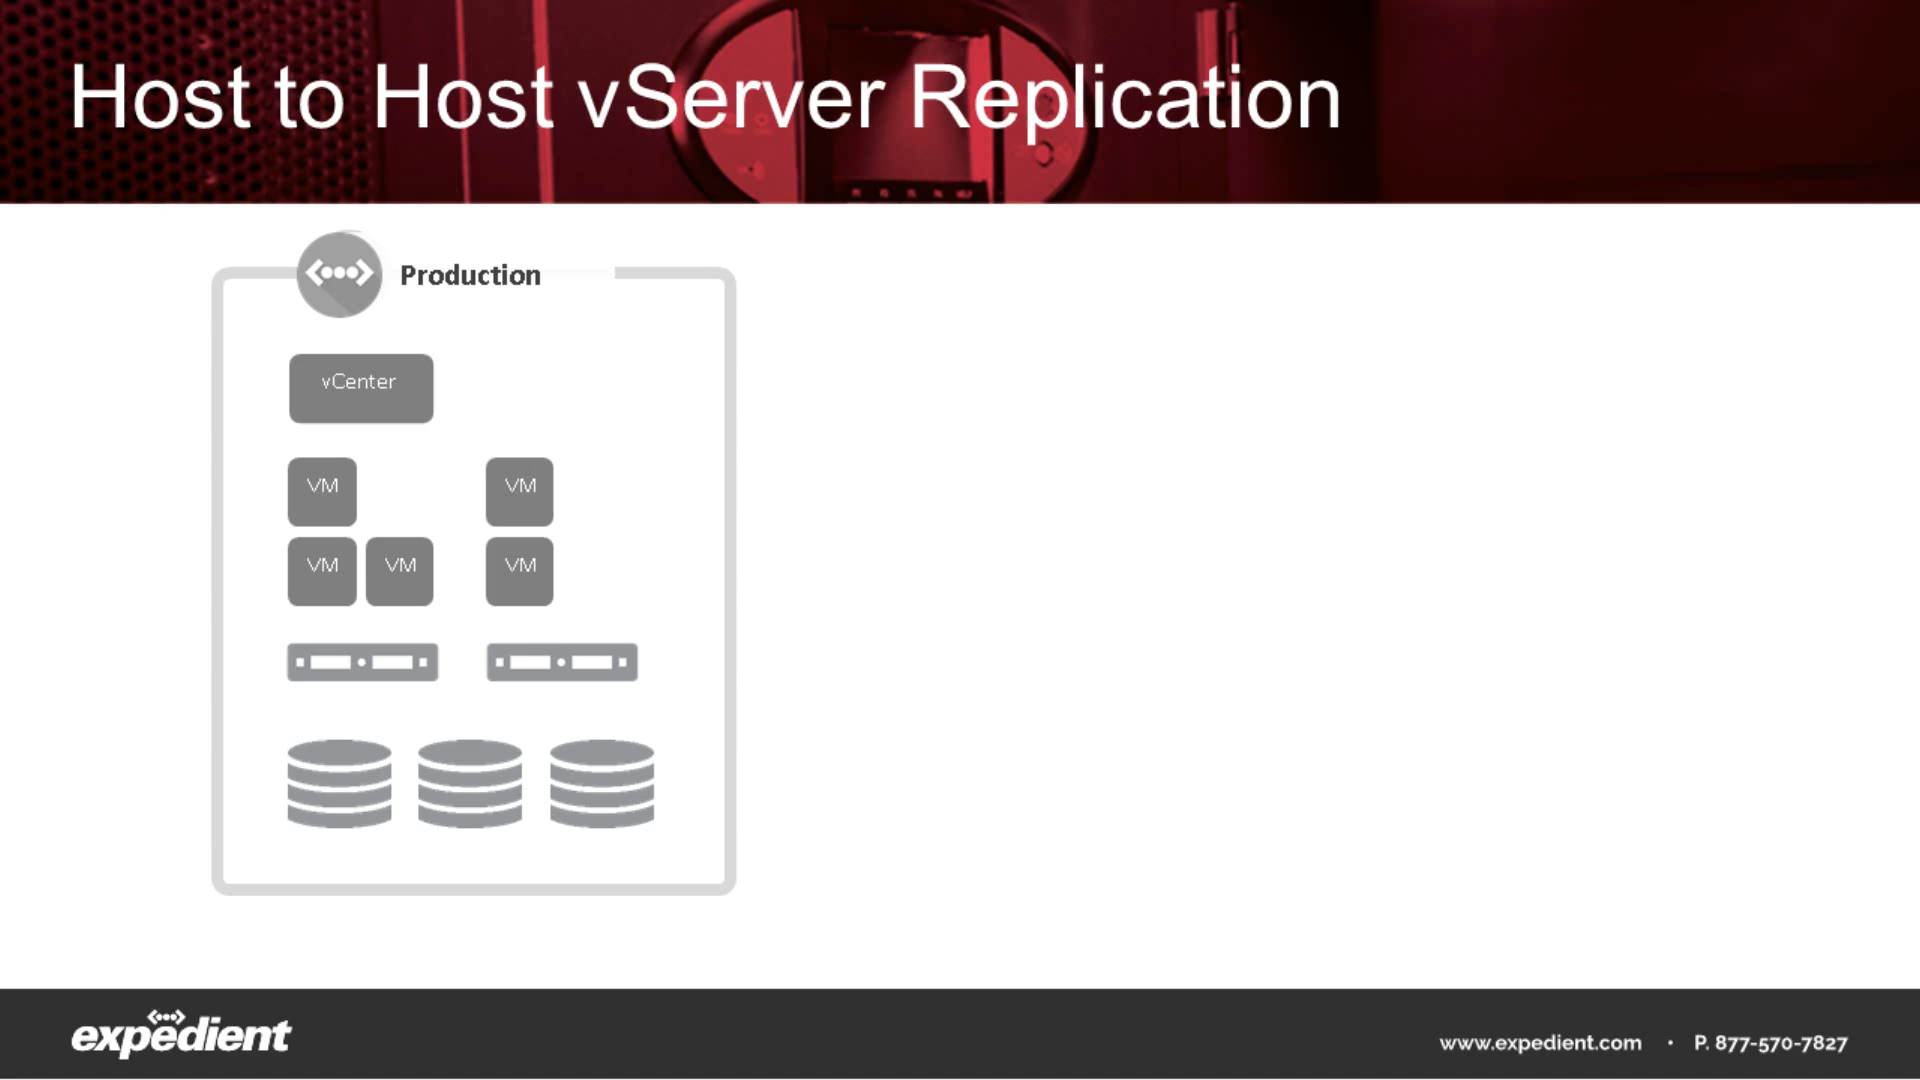 Host to Host vServer Replication
Production
vCenter
VM VM
VM VM VM
expedient
www.expedient.com • P. 877-570-7827